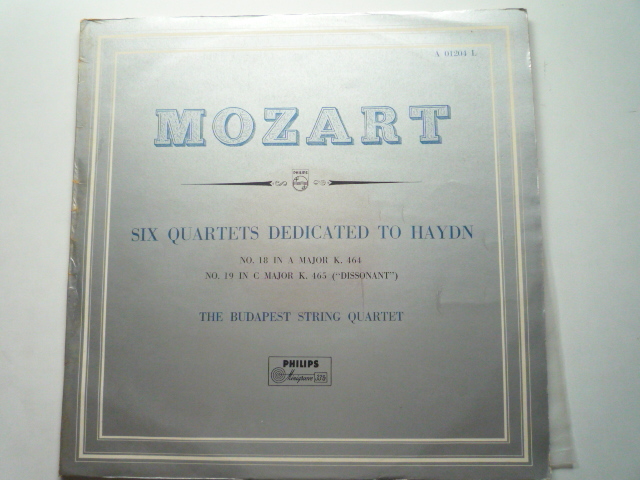 A 01204 L
MOZART
PHILIPS
SIX QUARTETS DEDICATED TO HAYDN
NO. 18 IN A MAJOR K. 464
NO. 19 IN C MAJOR K. 465 ("DISSONANT")
THE BUDAPEST STRING QUARTET
PHILIPS
Minigroove